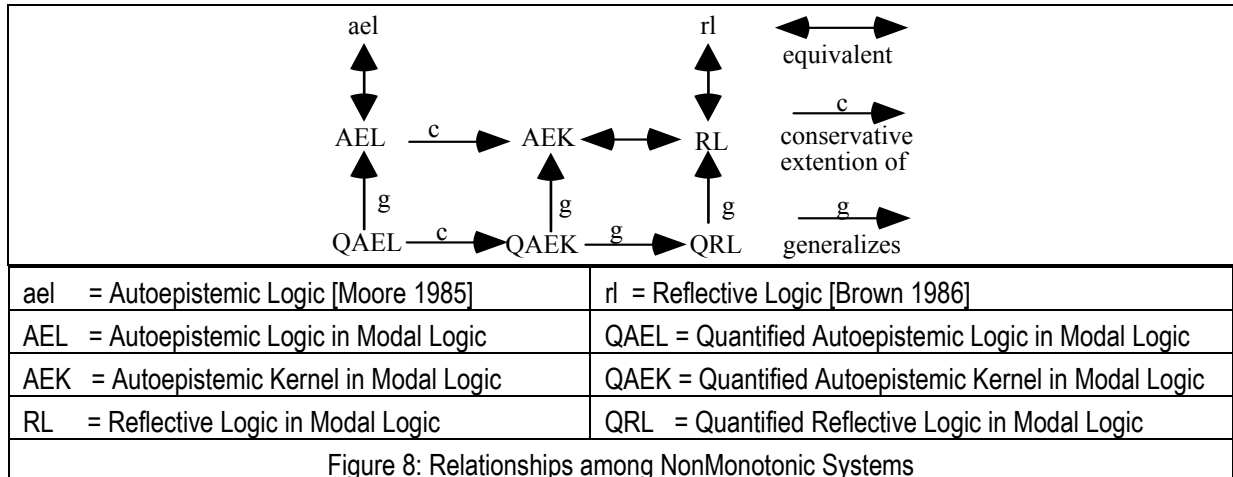 ael rl
equivalent
c c
AEL AEK RL conservative
extention of
g g g g
QAEL c QAEK g QRL generalizes
ael = Autoepistemic Logic [Moore 1985] rl = Reflective Logic [Brown 1986]
AEL = Autoepistemic Logic in Modal Logic QAEL = Quantified Autoepistemic Logic in Modal Logic
AEK = Autoepistemic Kernel in Modal Logic QAEK = Quantified Autoepistemic Kernel in Modal Logic
RL = Reflective Logic in Modal Logic QRL = Quantified Reflective Logic in Modal Logic
Figure 8: Relationships among NonMonotonic Systems